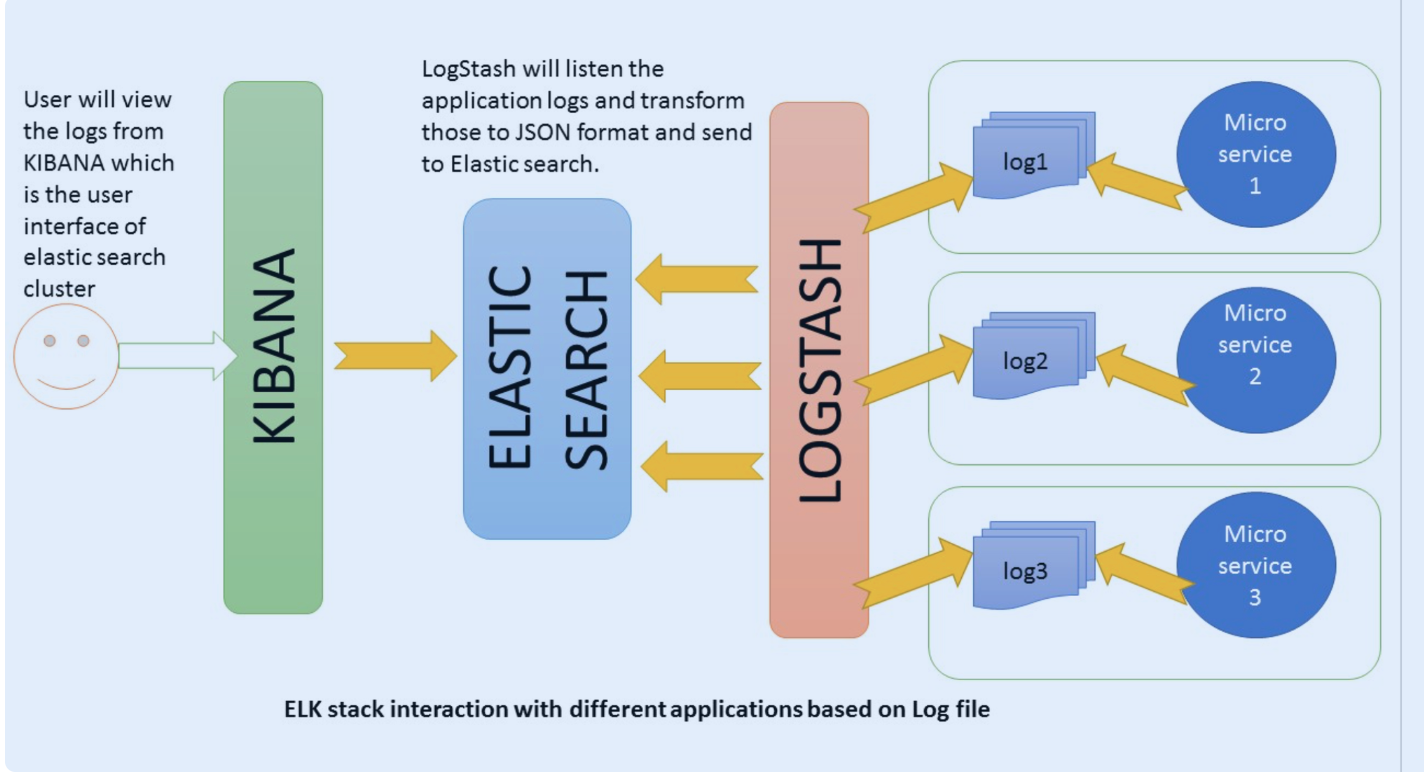 User will view
the logs from
KIBANA which
is the user
interface of
elastic search
cluster
KIBANA
LogStash will listen the
application logs and transform
those to JSON format and send
to Elastic search.
ELASTIC
SEARCH
LOGSTASH
log1
Micro
service
1
log2
Micro
service
2
log3
Micro
service
3
ELK stack interaction with different applications based on Log file